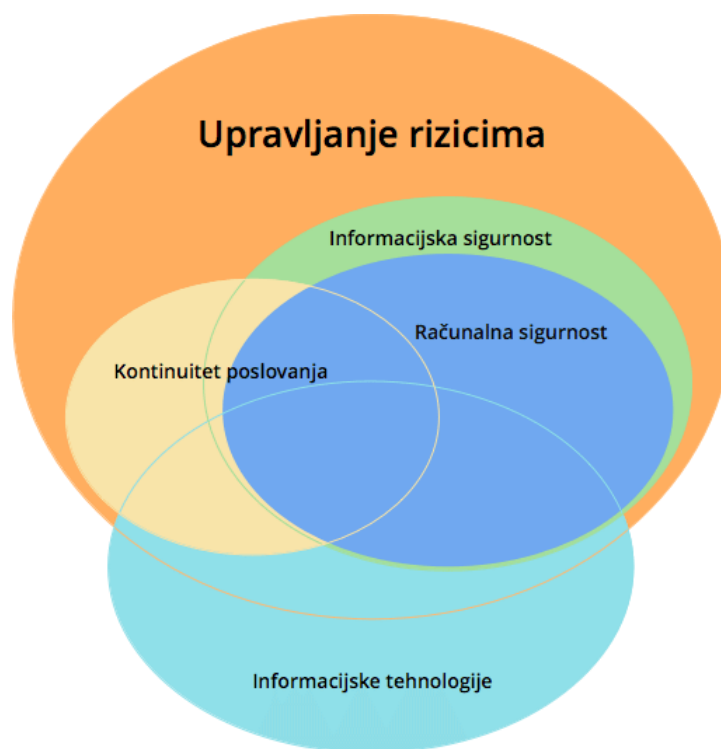 Upravljanje rizicima
Informacijska sigurnost
Računalna sigurnost
Kontinuitet poslovanja
Informacijske tehnologije